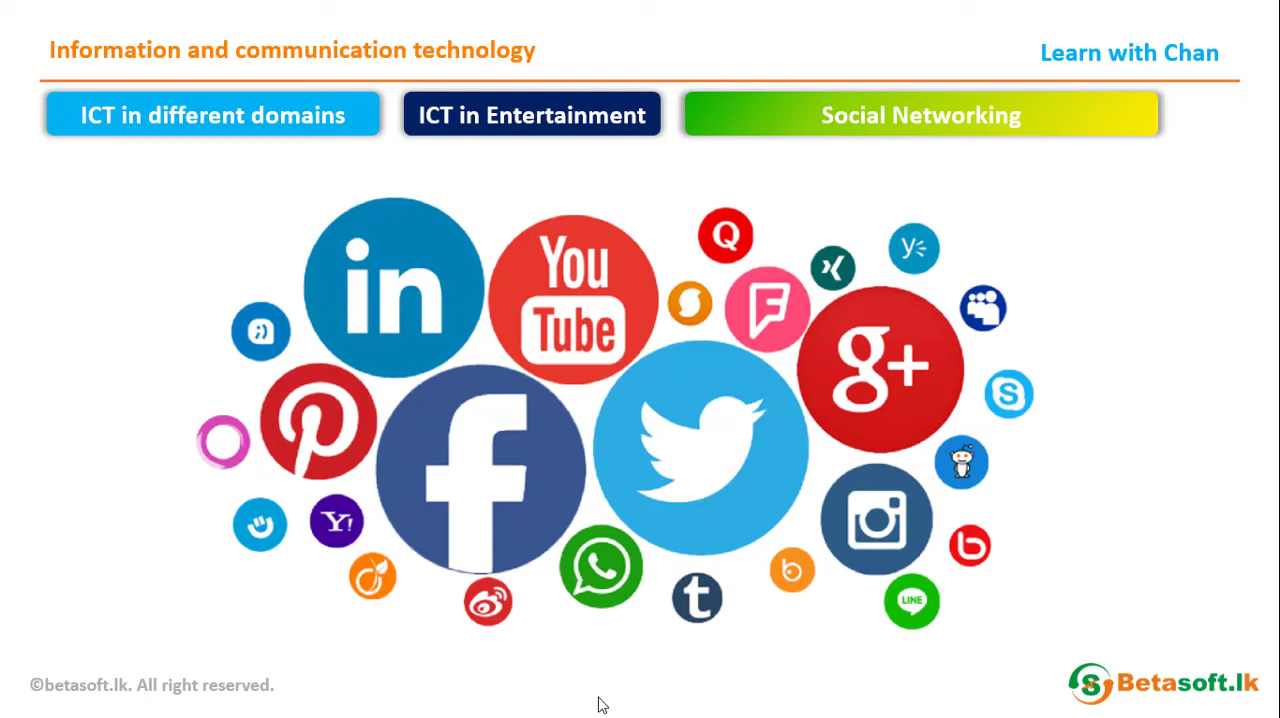 Information and communication technology
Learn with Chan
ICT in different domains
ICT in Entertainment
Social Networking
in
You
Tube
Q
y
g+
S
f
Y!
t
b
b
LINE
©betasoft.lk. All right reserved.
S
Betasoft.lk